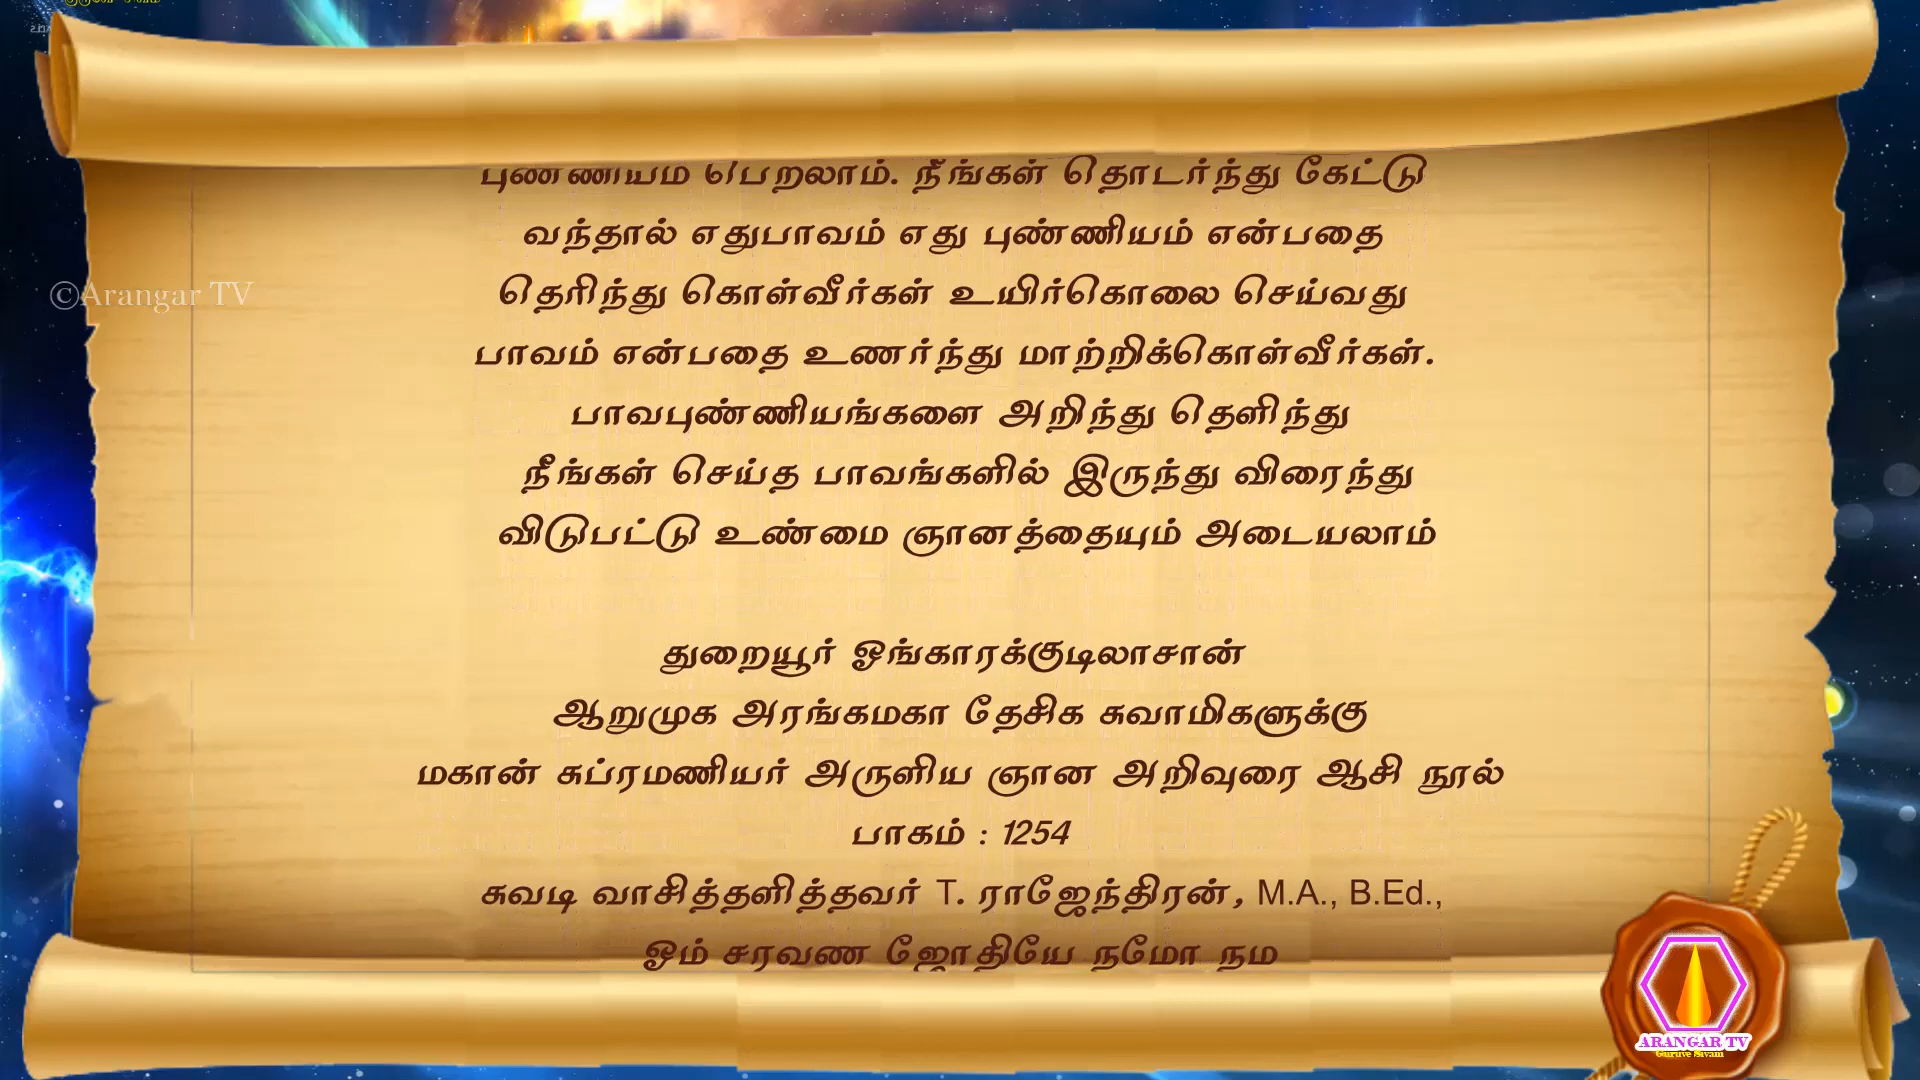 குருவே சிவம்
புண்ணியம் பெறலாம். நீங்கள் தொடர்ந்து கேட்டு
வந்தால் எதுபாவம் எது புண்ணியம் என்பதை
தெரிந்து கொள்வீர்கள் உயிர்கொலை செய்வது
©Arangar TV
பாவம் என்பதை உணர்ந்து மாற்றிக்கொள்வீர்கள்.
பாவபுண்ணியங்களை அறிந்து தெளிந்து
நீங்கள் செய்த பாவங்களில் இருந்து விரைந்து
விடுபட்டு உண்மை ஞானத்தையும் அடையலாம்
துறையூர் ஓங்காரக்குடிலாசான்
ஆறுமுக அரங்கமகா தேசிக சுவாமிகளுக்கு
மகான் சுப்ரமணியர் அருளிய ஞான அறிவுரை ஆசி நூல்
பாகம் : 1254
சுவடி வாசித்தளித்தவர் T. ராஜேந்திரன், M.A., B.Ed.,
ஓம் சரவண ஜோதியே நமோ நம
ARANGAR TV
Guruve Sivam